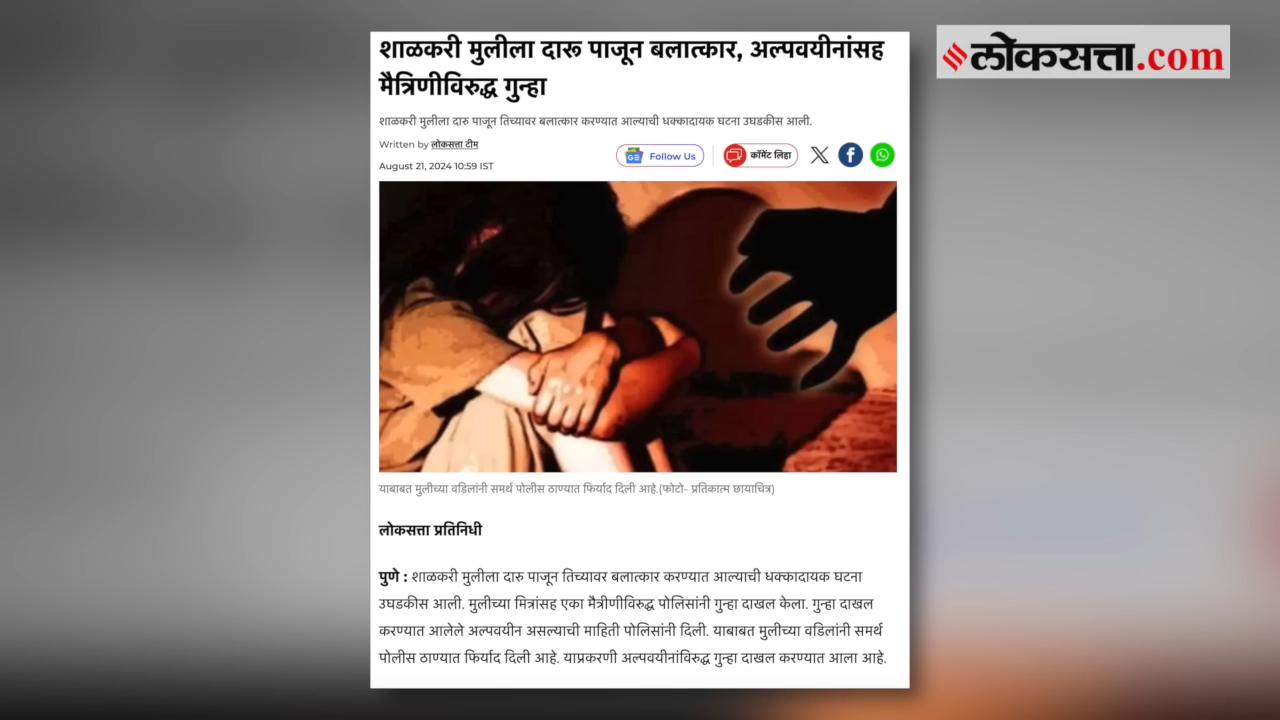 लोकसत्ता.com
शाळकरी मुलीला दारू पाजून बलात्कार, अल्पवयीनांसह
मैत्रिणीविरुद्ध गुन्हा
शाळकरी मुलीला दारु पाजून तिच्यावर बलात्कार करण्यात आल्याची धक्कादायक घटना उघडकीस आली.
Written by लोकसत्ता टीम
August 21, 2024 10:59 IST
Follow Us
कॉमेंट लिहा
याबाबत मुलीच्या वडिलांनी समर्थ पोलीस ठाण्यात फिर्याद दिली आहे.(फोटो- प्रतिकात्म छायाचित्र)
लोकसत्ता प्रतिनिधी
पुणे : शाळकरी मुलीला दारु पाजून तिच्यावर बलात्कार करण्यात आल्याची धक्कादायक घटना
उघडकीस आली. मुलीच्या मित्रांसह एका मैत्रीणीविरुद्ध पोलिसांनी गुन्हा दाखल केला. गुन्हा दाखल
करण्यात आलेले अल्पवयीन असल्याची माहिती पोलिसांनी दिली. याबाबत मुलीच्या वडिलांनी समर्थ
पोलीस ठाण्यात फिर्याद दिली आहे. याप्रकरणी अल्पवयीनांविरुद्ध गुन्हा दाखल करण्यात आला आहे.